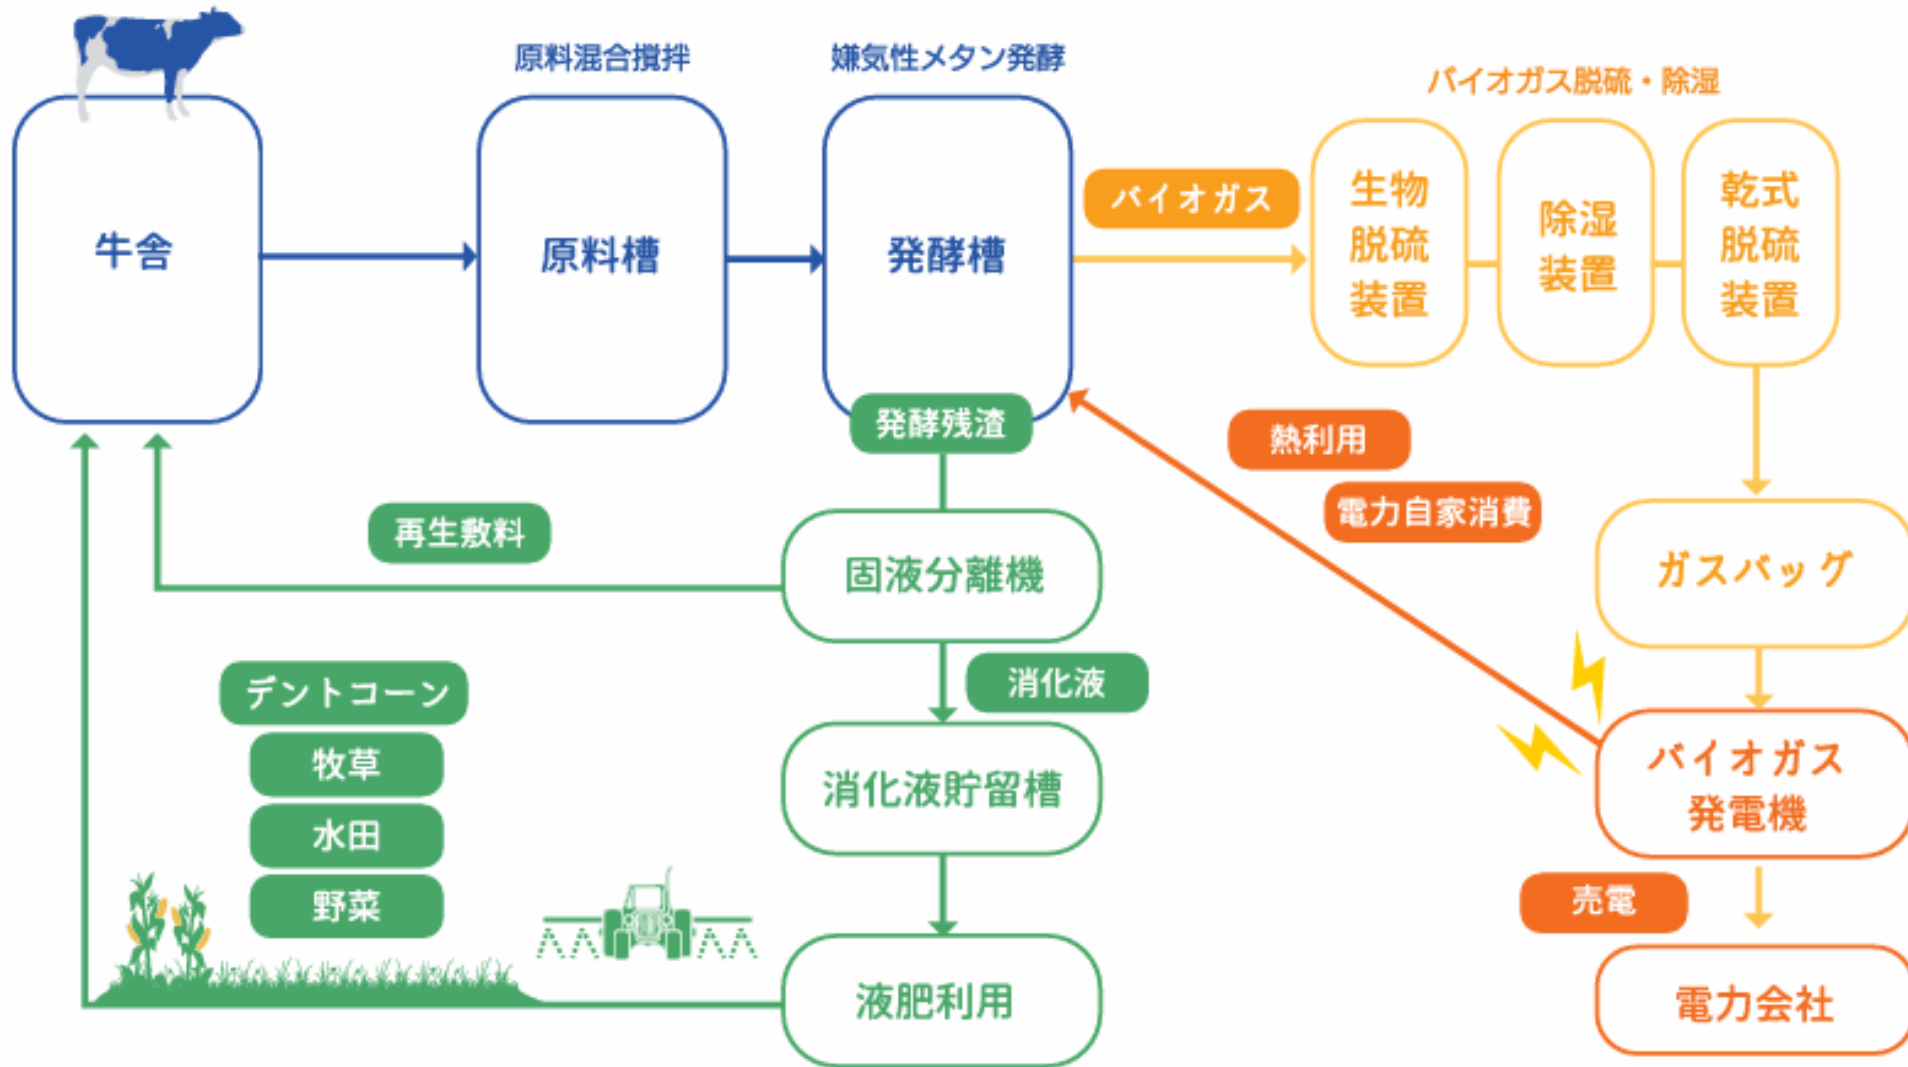 原料混合撹拌
嫌気性メタン発酵
バイオガス脱硫・除湿
牛舎
原料槽
発酵槽
バイオガス
生物
脱硫
装置
除湿
装置
乾式
脱硫
装置
発酵残渣
熱利用
電力自家消費
再生敷料
固液分離機
ガスバッグ
消化液
デントコーン
牧草
水田
野菜
消化液貯留槽
バイオガス
発電機
売電
液肥利用
電力会社